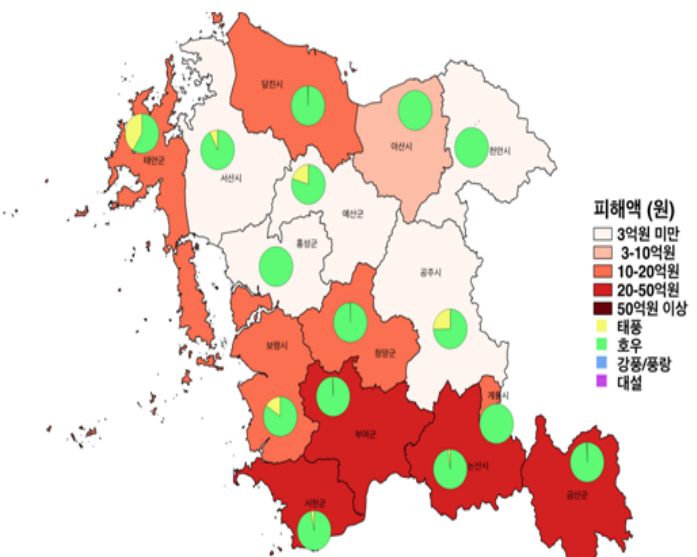 당진시
아산시
천안시
태안군
서산시
예산군
홍성군
공주시
보령시
청양군
계룡시
부여군
논산시
금산군
서천군
피해액 (원)
3억원 미만
3-10억원
10-20억원
20-50억원
50억원 이상
태풍
호우
강풍/풍랑
대설